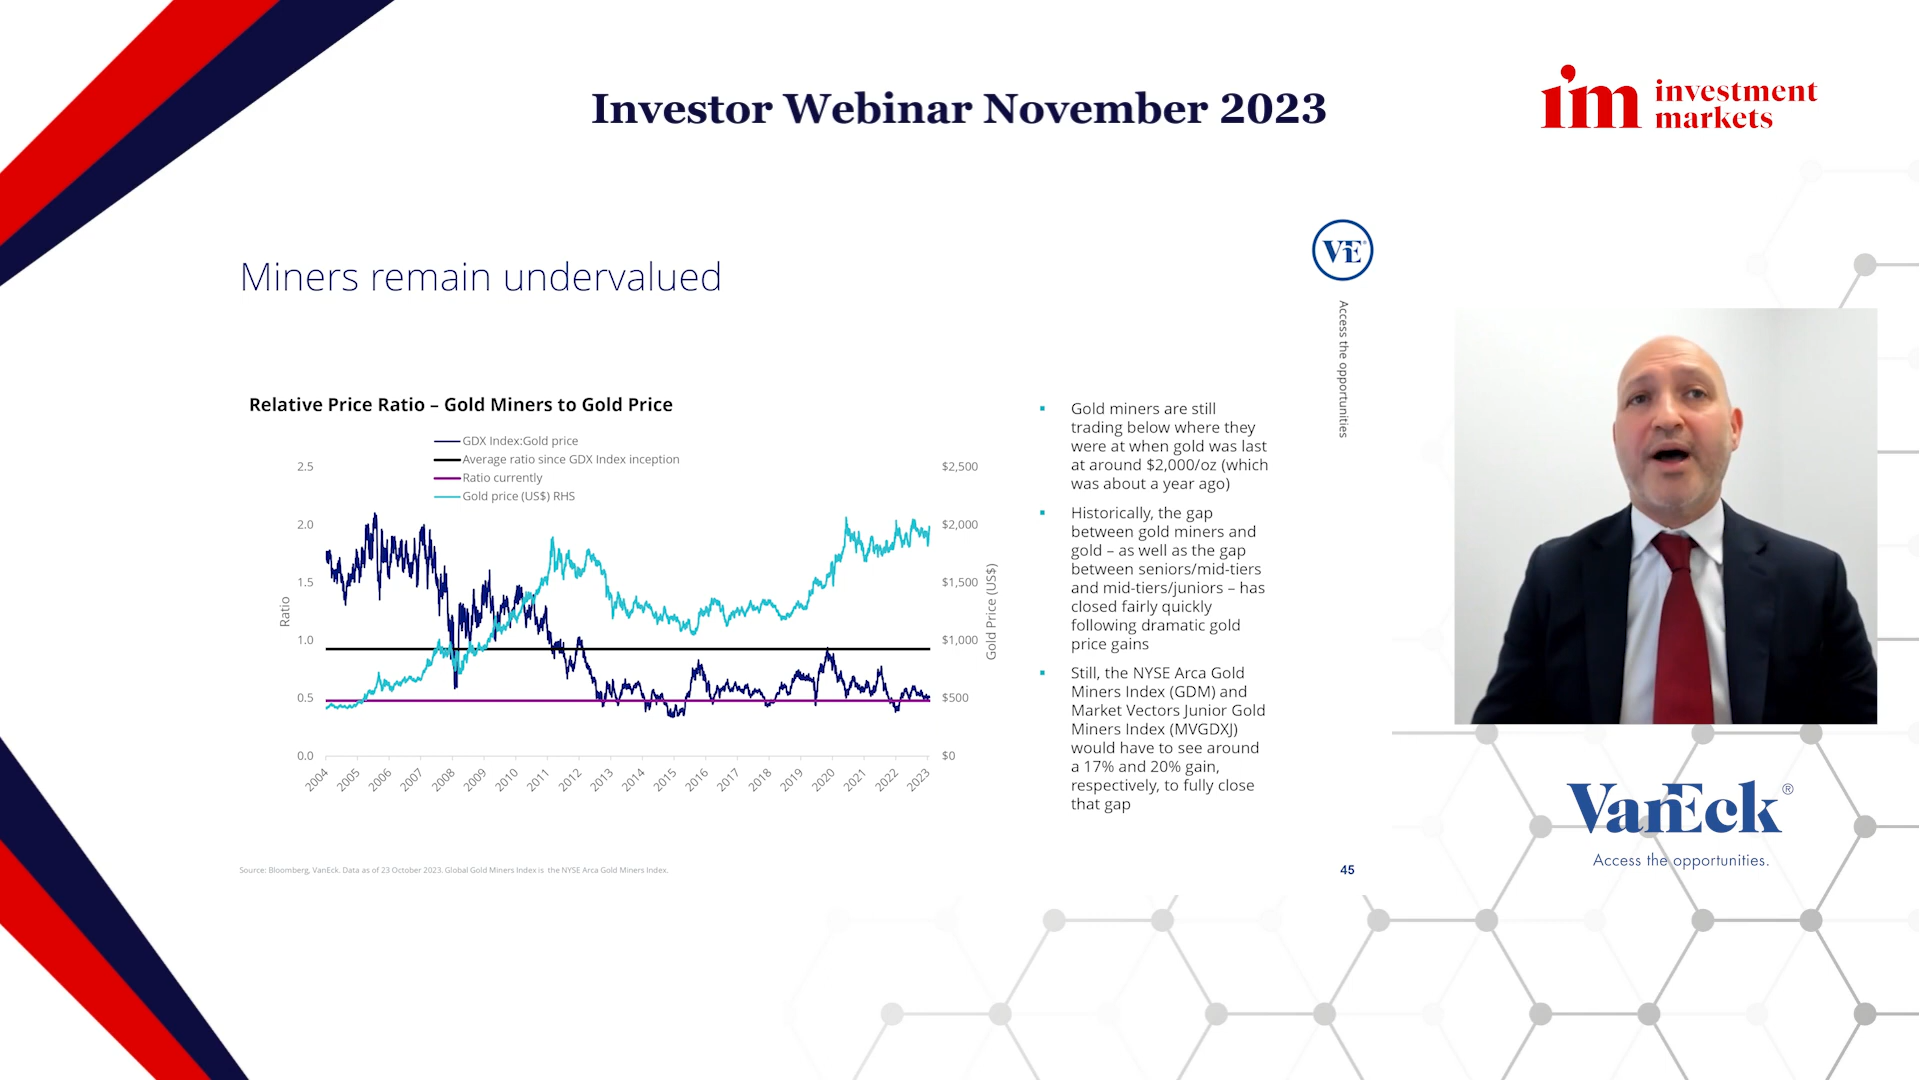 Investor Webinar November 2023
im investment
markets
Miners remain undervalued
VE
Access the opportunities
Relative Price Ratio – Gold Miners to Gold Price
GDX Index:Gold price
Average ratio since GDX Index inception
Ratio currently
Gold price (US$) RHS
2.5
2.0
1.5
1.0
0.5
0.0
Ratio
$2,500
$2,000
$1,500
$1,000
$500
$0
Gold Price (US$)
2004
2005
2006
2007
2008
2009
2010
2011
2012
2013
2014
2015
2016
2017
2018
2019
2020
2021
2022
2023
Gold miners are still
trading below where they
were at when gold was last
at around $2,000/oz (which
was about a year ago)
Historically, the gap
between gold miners and
gold – as well as the gap
between seniors/mid-tiers
and mid-tiers/juniors – has
closed fairly quickly
following dramatic gold
price gains
Still, the NYSE Arca Gold
Miners Index (GDM) and
Market Vectors Junior Gold
Miners Index (MVGDXJ)
would have to see around
a 17% and 20% gain,
respectively, to fully close
that gap
Source: Bloomberg, VanEck. Data as of 23 October 2023. Global Gold Miners Index is the NYSE Arca Gold Miners Index.
45
VanEck®
Access the opportunities.